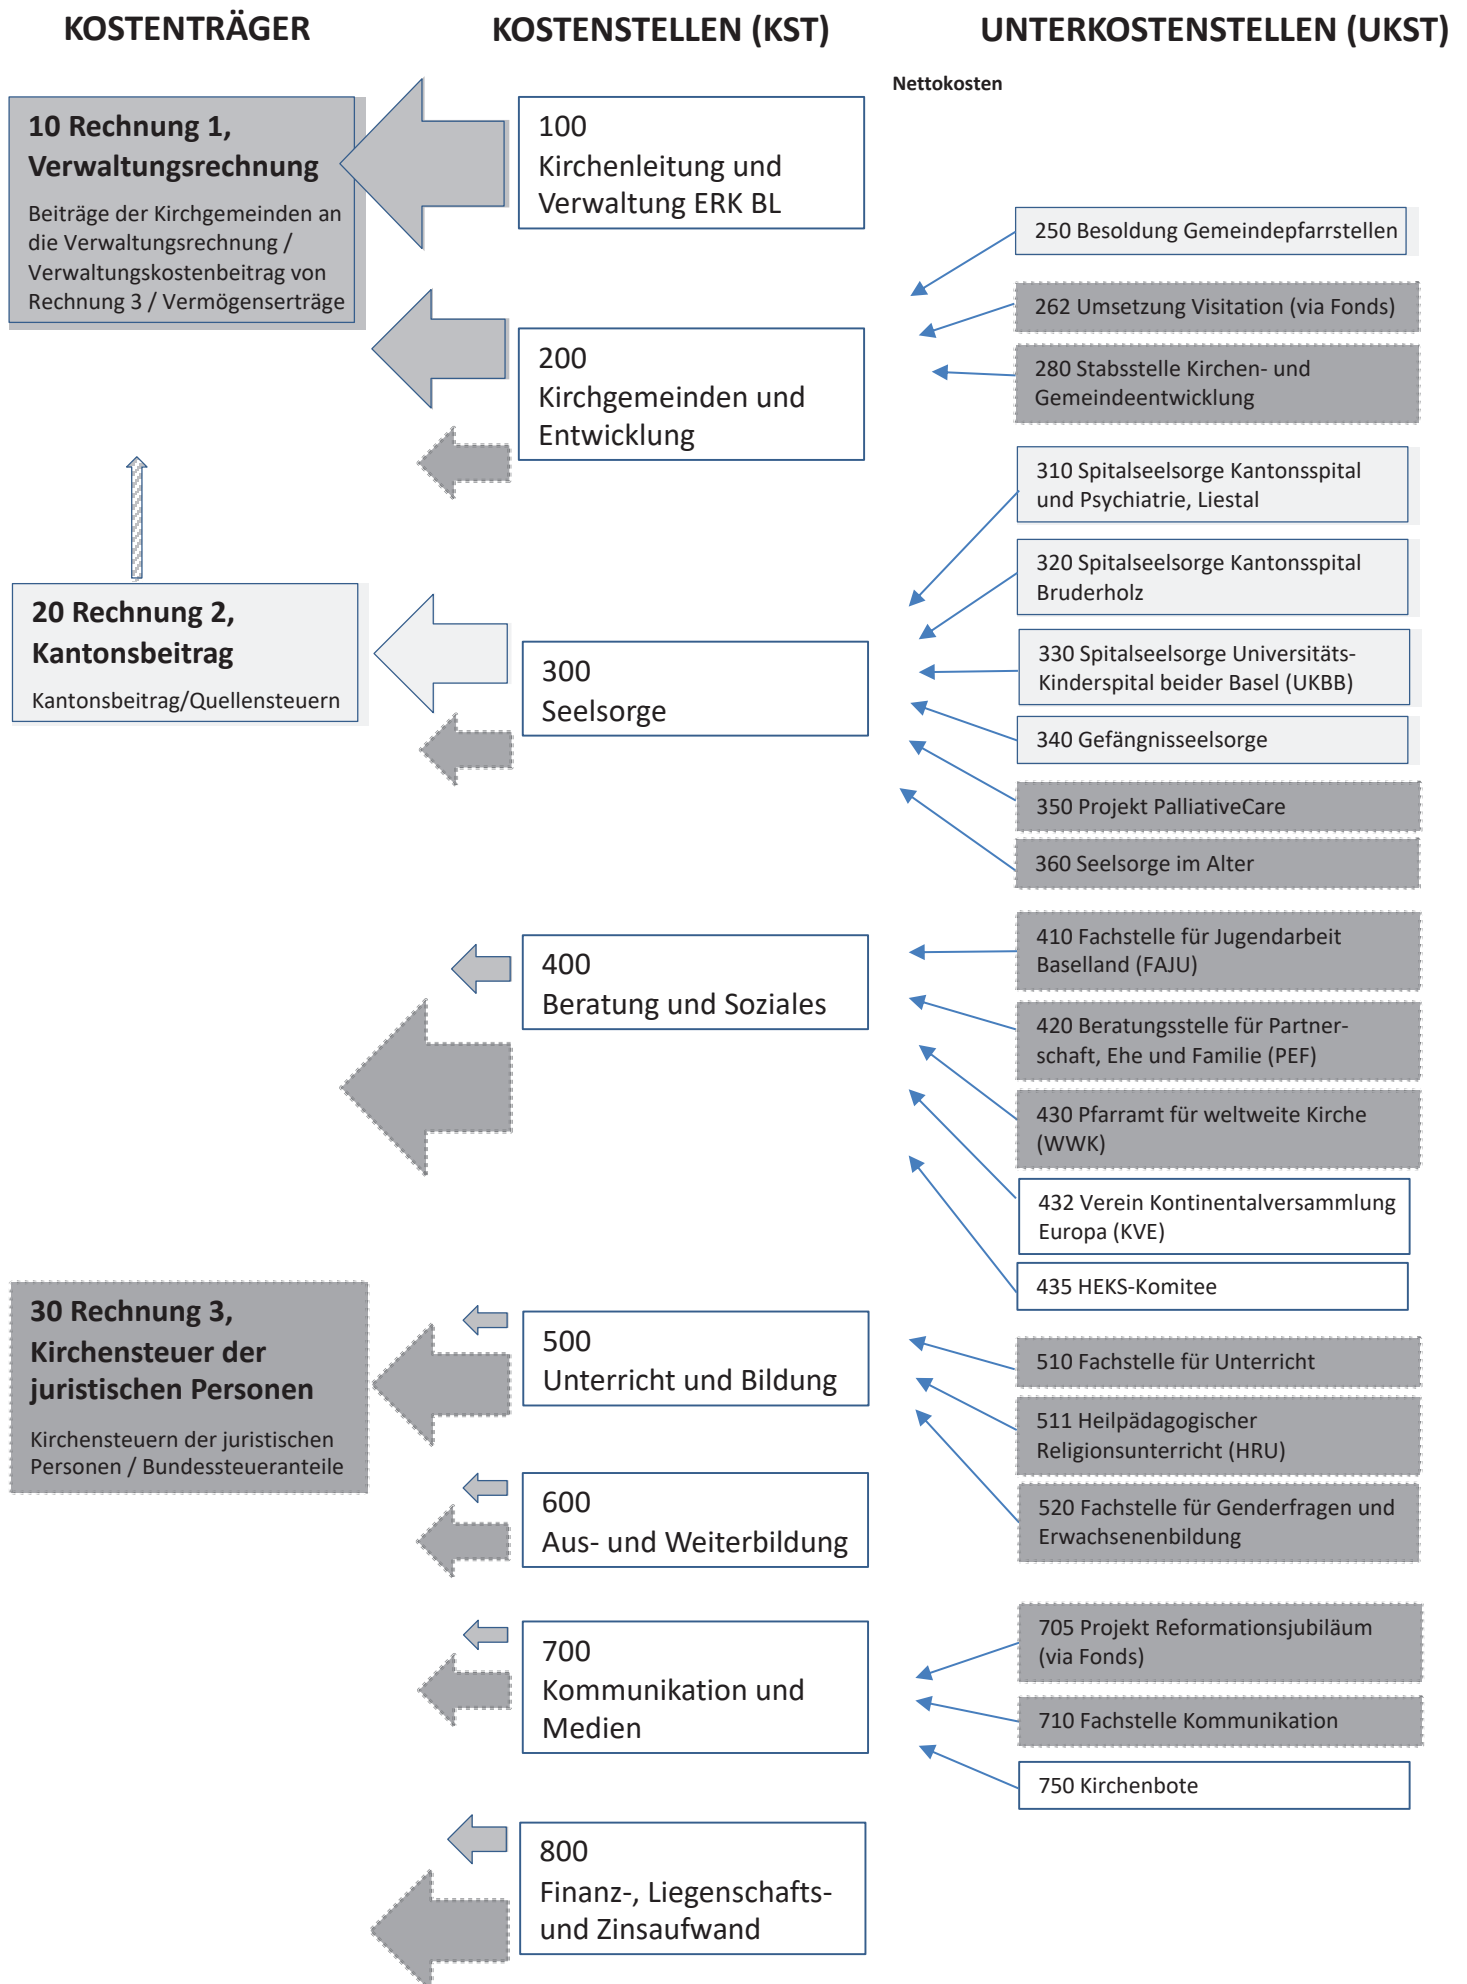 KOSTENTRÄGER
KOSTENSTELLEN (KST)
UNTERKOSTENSTELLEN (UKST)
Nettokosten
10 Rechnung 1,
Verwaltungsrechnung
Beiträge der Kirchgemeinden an
die Verwaltungsrechnung /
Verwaltungskostenbeitrag von
Rechnung 3 / Vermögenserträge
20 Rechnung 2,
Kantonsbeitrag
Kantonsbeitrag/Quellensteuern
30 Rechnung 3,
Kirchensteuer der
juristischen Personen
Kirchensteuern der juristischen
Personen / Bundessteueranteile
100
Kirchenleitung und
Verwaltung ERK BL
200
Kirchgemeinden und
Entwicklung
300
Seelsorge
400
Beratung und Soziales
500
Unterricht und Bildung
600
Aus- und Weiterbildung
700
Kommunikation und
Medien
800
Finanz-, Liegenschafts-
und Zinsaufwand
250 Besoldung Gemeindepfarrstellen
262 Umsetzung Visitation (via Fonds)
280 Stabsstelle Kirchen- und
Gemeindeentwicklung
310 Spitalseelsorge Kantonsspital
und Psychiatrie, Liestal
320 Spitalseelsorge Kantonsspital
Bruderholz
330 Spitalseelsorge Universitäts-
Kinderspital beider Basel (UKBB)
340 Gefängnisseelsorge
350 Projekt PalliativeCare
360 Seelsorge im Alter
410 Fachstelle für Jugendarbeit
Baselland (FAJU)
420 Beratungsstelle für Partner-
schaft, Ehe und Familie (PEF)
430 Pfarramt für weltweite Kirche
(WWK)
432 Verein Kontinentalversammlung
Europa (KVE)
435 HEKS-Komitee
510 Fachstelle für Unterricht
511 Heilpädagogischer
Religionsunterricht (HRU)
520 Fachstelle für Genderfragen und
Erwachsenenbildung
705 Projekt Reformationsjubiläum
(via Fonds)
710 Fachstelle Kommunikation
750 Kirchenbote